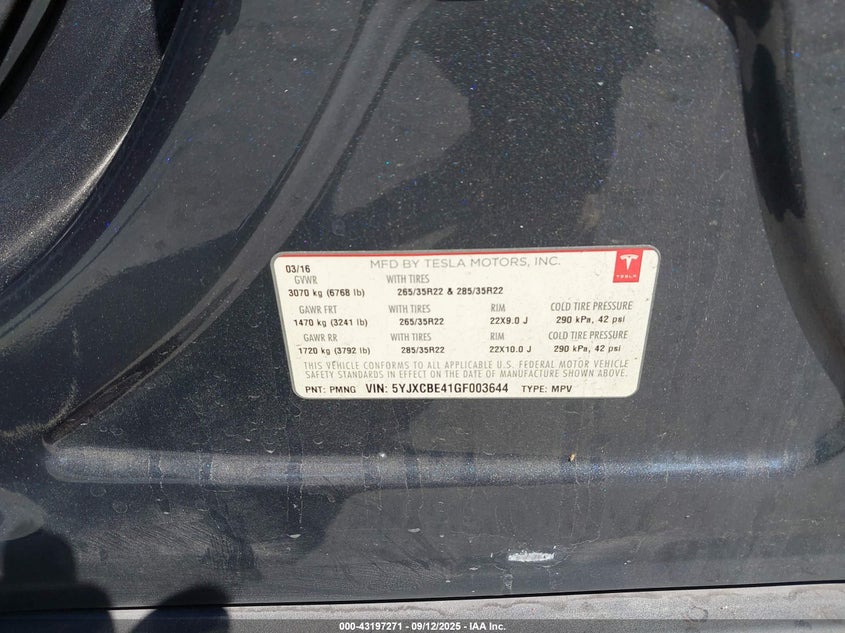 MFD BY TESLA MOTORS, INC.
TESLA
03/16
GVWR WITH TIRES
3070 kg (6768 lb) 265/35R22 & 285/35R22
GAWR FRT WITH TIRES RIM COLD TIRE PRESSURE
1470 kg (3241 lb) 265/35R22 22X9.0 J 290 kPa, 42 psi
GAWR RR WITH TIRES RIM COLD TIRE PRESSURE
1720 kg (3792 lb) 285/35R22 22X10.0 J 290 kPa, 42 psi
THIS VEHICLE CONFORMS TO ALL APPLICABLE U.S. FEDERAL MOTOR VEHICLE
SAFETY STANDARDS IN EFFECT ON THE DATE OF MANUFACTURE SHOWN ABOVE.
PNT: PMNG VIN: 5YJXCBE41GF003644 TYPE: MPV
000-43197271 - 09/12/2025 - IAA Inc.